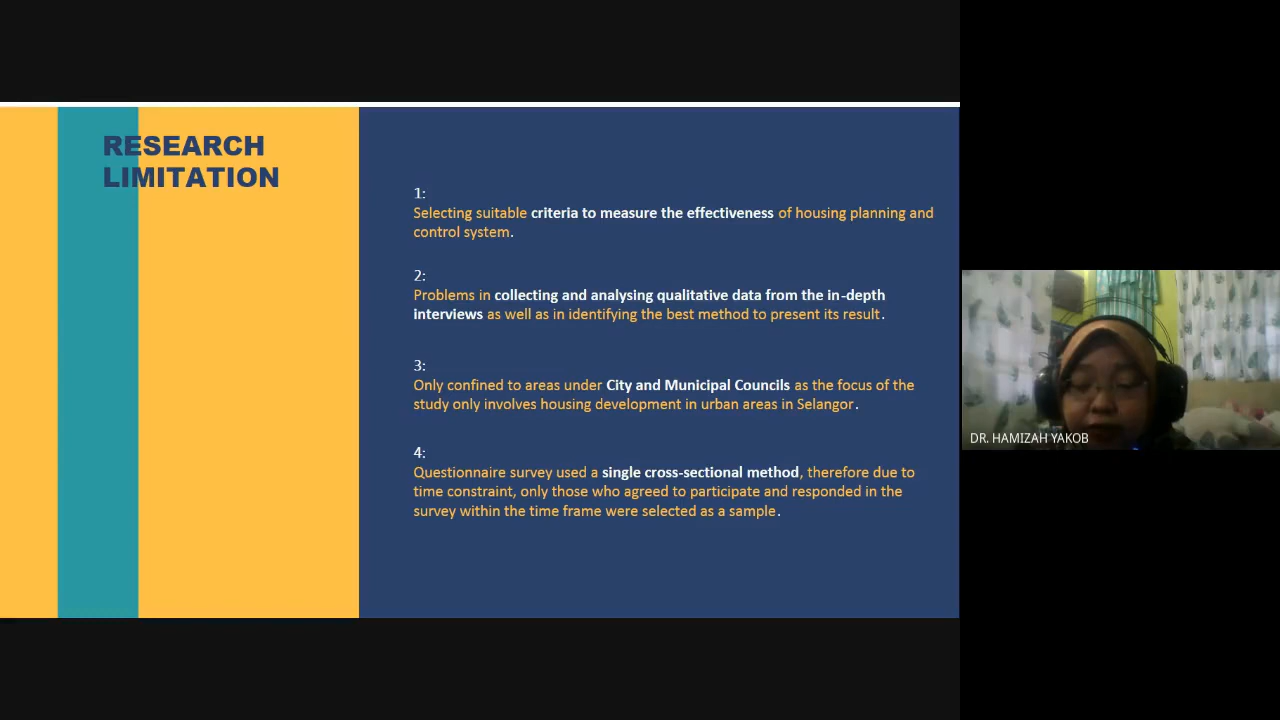 RESEARCH
LIMITATION
1:
Selecting suitable criteria to measure the effectiveness of housing planning and
control system.
2:
Problems in collecting and analysing qualitative data from the in-depth
interviews as well as in identifying the best method to present its result.
3:
Only confined to areas under City and Municipal Councils as the focus of the
study only involves housing development in urban areas in Selangor.
4:
Questionnaire survey used a single cross-sectional method, therefore due to
time constraint, only those who agreed to participate and responded in the
survey within the time frame were selected as a sample.
DR. HAMIZAH YAKOB